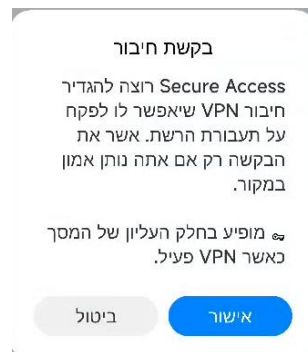 בקשת חיבור
Secure Access רוצה להגדיר
חיבור VPN שיאפשר לו לפקח
על תעבורת הרשת. אשר את
הבקשה רק אם אתה נותן אמון
במקור.
מופיע בחלק העליון של המסך
כאשר VPN פעיל.
ביטול
אישור